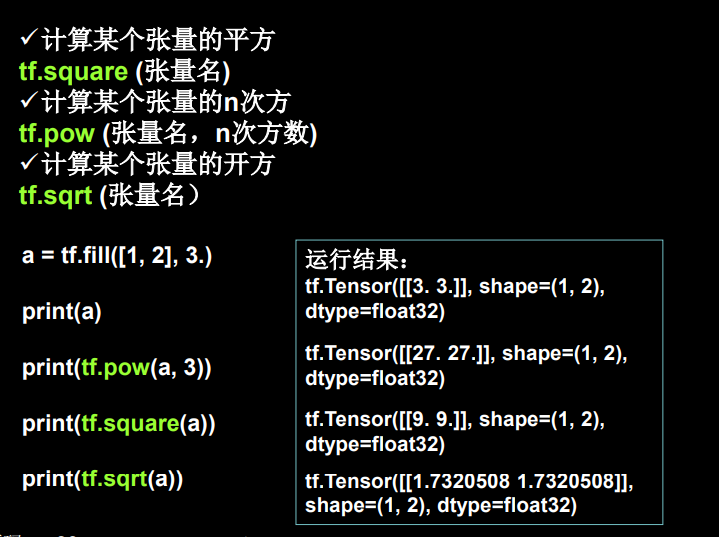 ✓计算某个张量的平方
tf.square (张量名)
✓计算某个张量的n次方
tf.pow (张量名，n次方数)
✓计算某个张量的开方
tf.sqrt (张量名）
a = tf.fill([1, 2], 3.)
print(a)
print(tf.pow(a, 3))
print(tf.square(a))
print(tf.sqrt(a))
运行结果：
tf.Tensor([[3. 3.]], shape=(1, 2),
dtype=float32)
tf.Tensor([[27. 27.]], shape=(1, 2),
dtype=float32)
tf.Tensor([[9. 9.]], shape=(1, 2),
dtype=float32)
tf.Tensor([[1.7320508 1.7320508]],
shape=(1, 2), dtype=float32)